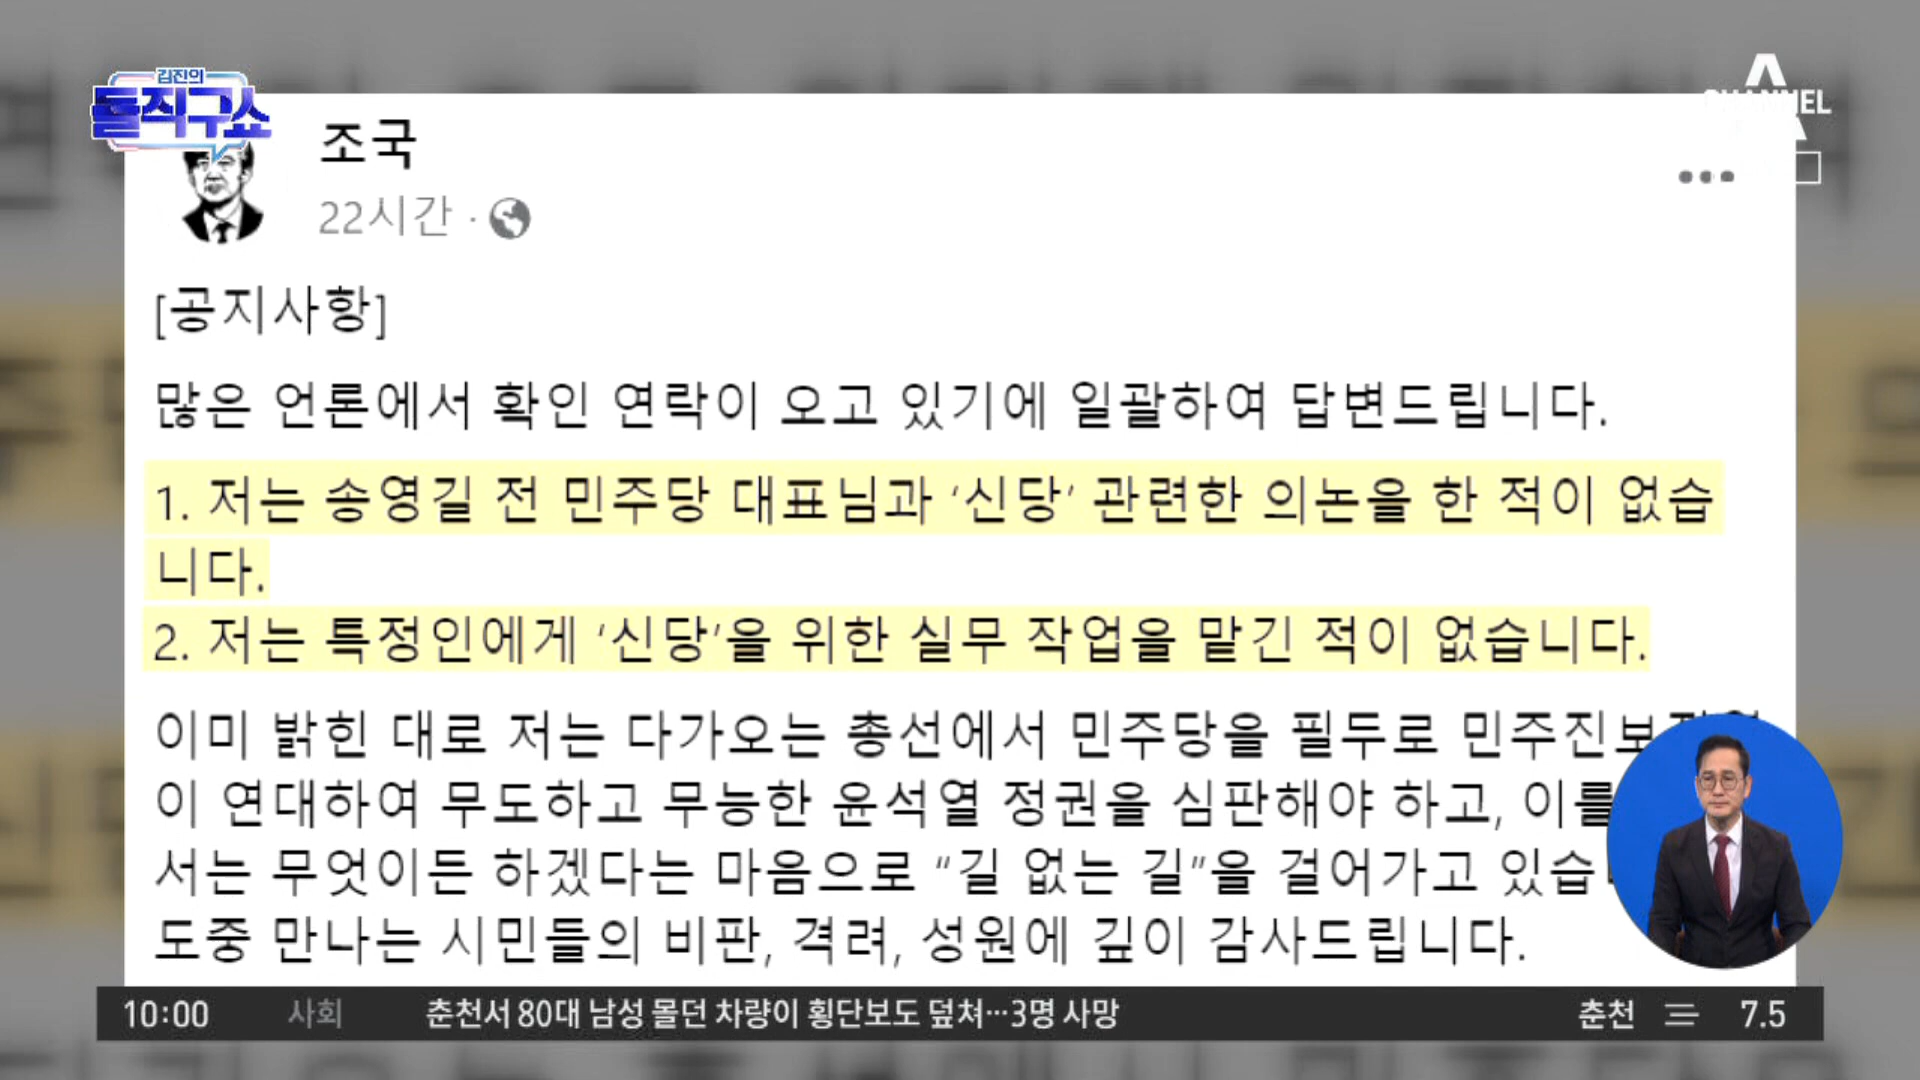 김진의
돌직구쇼
CHANNEL
조국
22시간 ·
[공지사항]
많은 언론에서 확인 연락이 오고 있기에 일괄하여 답변드립니다.
1. 저는 송영길 전 민주당 대표님과 ‘신당’ 관련한 의논을 한 적이 없습
니다.
2. 저는 특정인에게 ‘신당’을 위한 실무 작업을 맡긴 적이 없습니다.
이미 밝힌 대로 저는 다가오는 총선에서 민주당을 필두로 민주진보
이 연대하여 무도하고 무능한 윤석열 정권을 심판해야 하고, 이를
서는 무엇이든 하겠다는 마음으로 “길 없는 길”을 걸어가고 있습
도중 만나는 시민들의 비판, 격려, 성원에 깊이 감사드립니다.
10:00 사회 춘천서 80대 남성 몰던 차량이 횡단보도 덮쳐…3명 사망 춘천 7.5